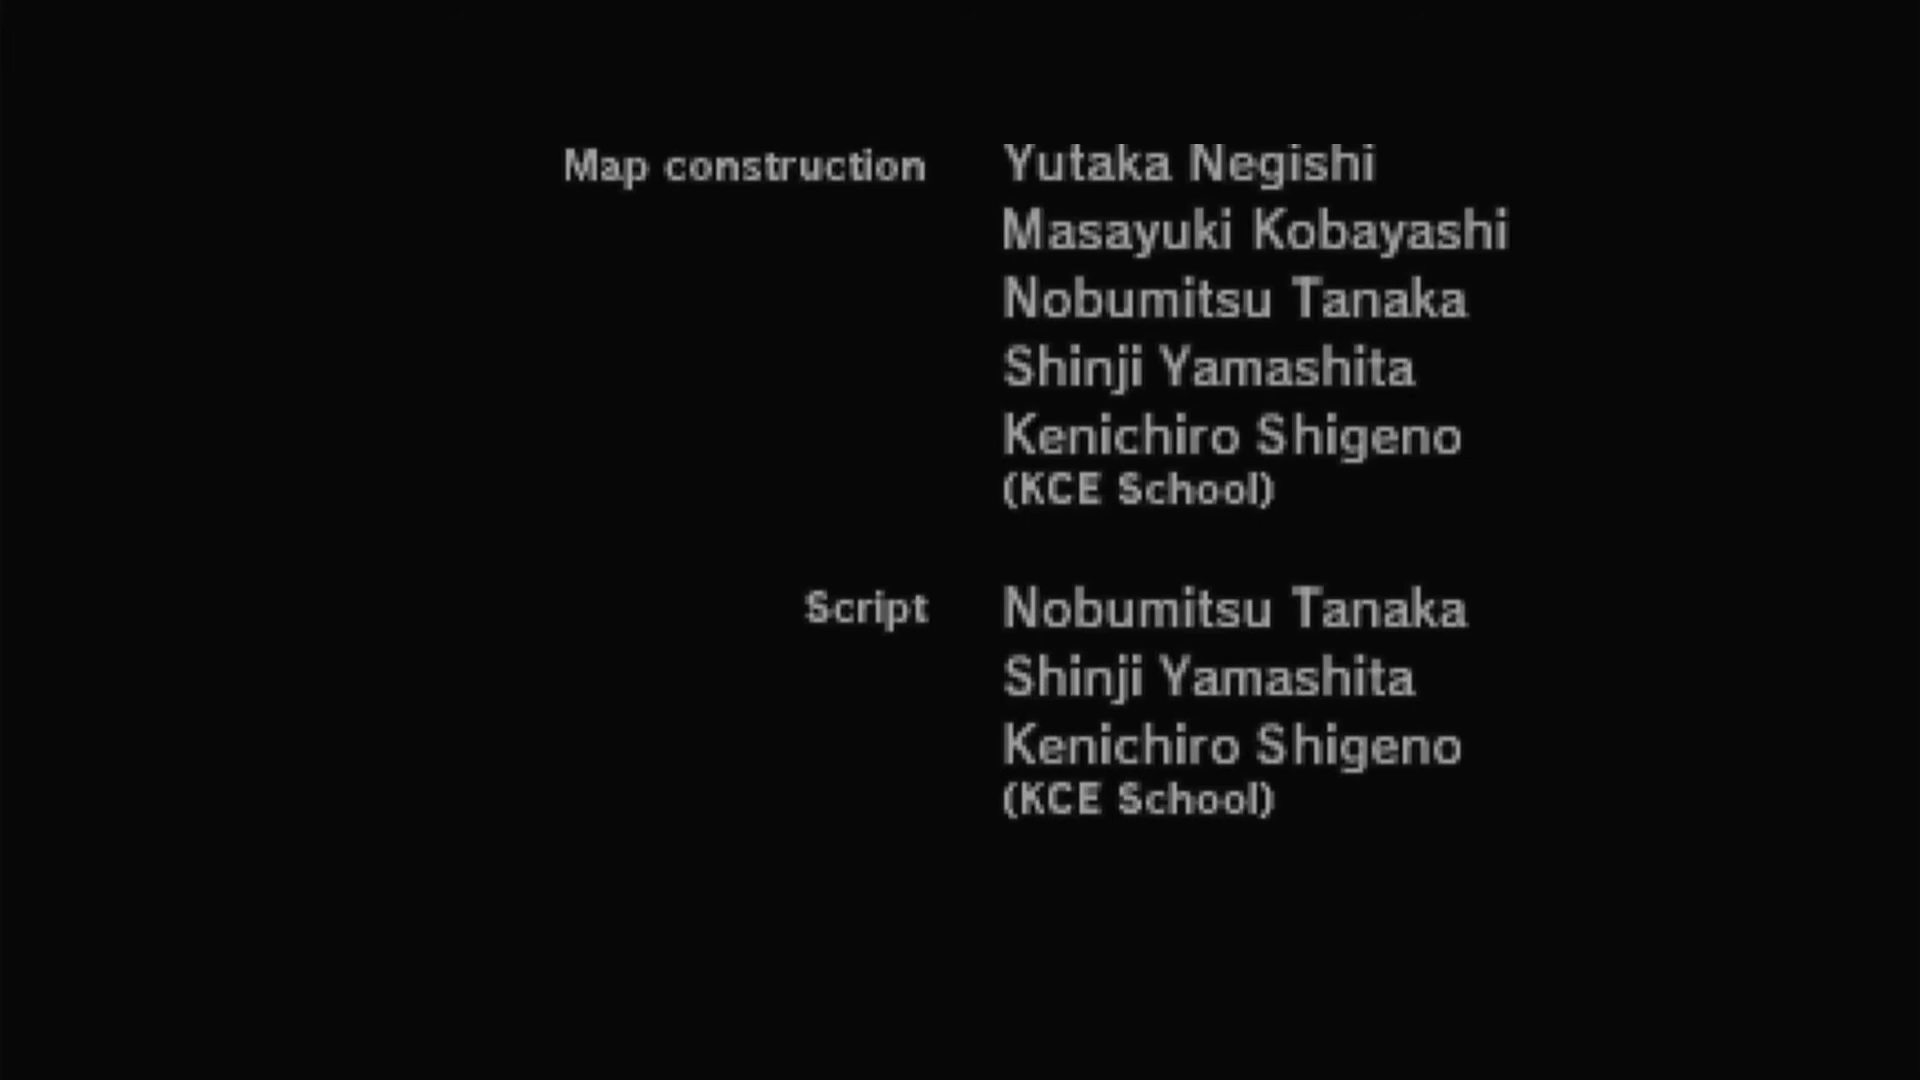 Map construction Yutaka Negishi
Masayuki Kobayashi
Nobumitsu Tanaka
Shinji Yamashita
Kenichiro Shigeno
(KCE School)
Script Nobumitsu Tanaka
Shinji Yamashita
Kenichiro Shigeno
(KCE School)